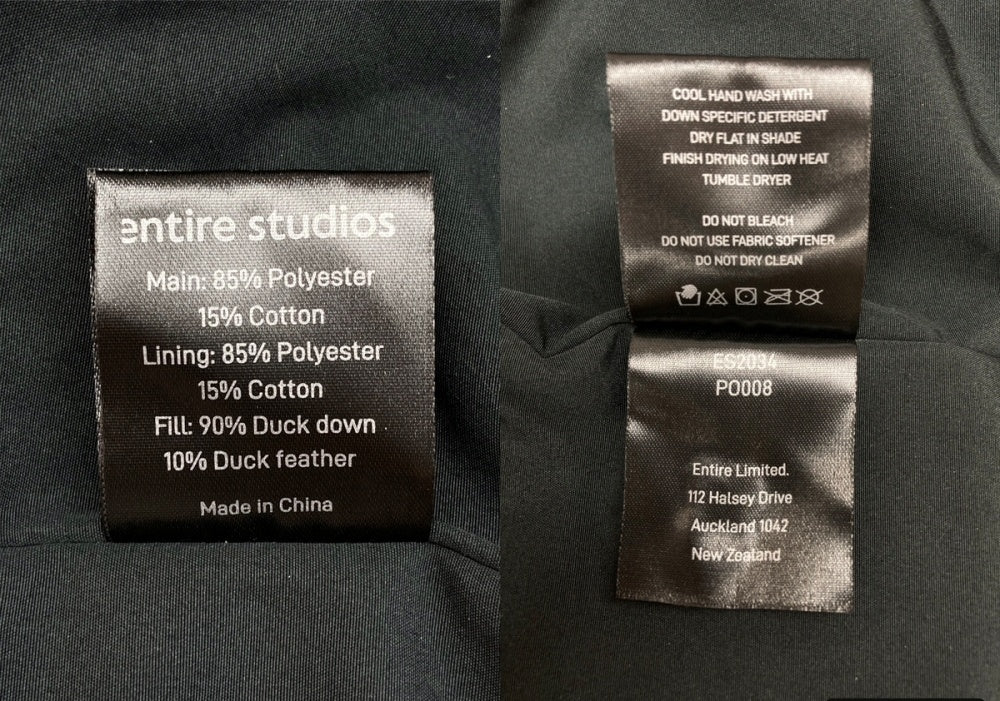 entire studios
Main: 85% Polyester
15% Cotton
Lining: 85% Polyester
15% Cotton
Fill: 90% Duck down
10% Duck feather
Made in China
COOL HAND WASH WITH
DOWN SPECIFIC DETERGENT
DRY FLAT IN SHADE
FINISH DRYING ON LOW HEAT
TUMBLE DRYER
DO NOT BLEACH
DO NOT USE FABRIC SOFTENER
DO NOT DRY CLEAN
ES2034
PO008
Entire Limited.
112 Halsey Drive
Auckland 1042
New Zealand